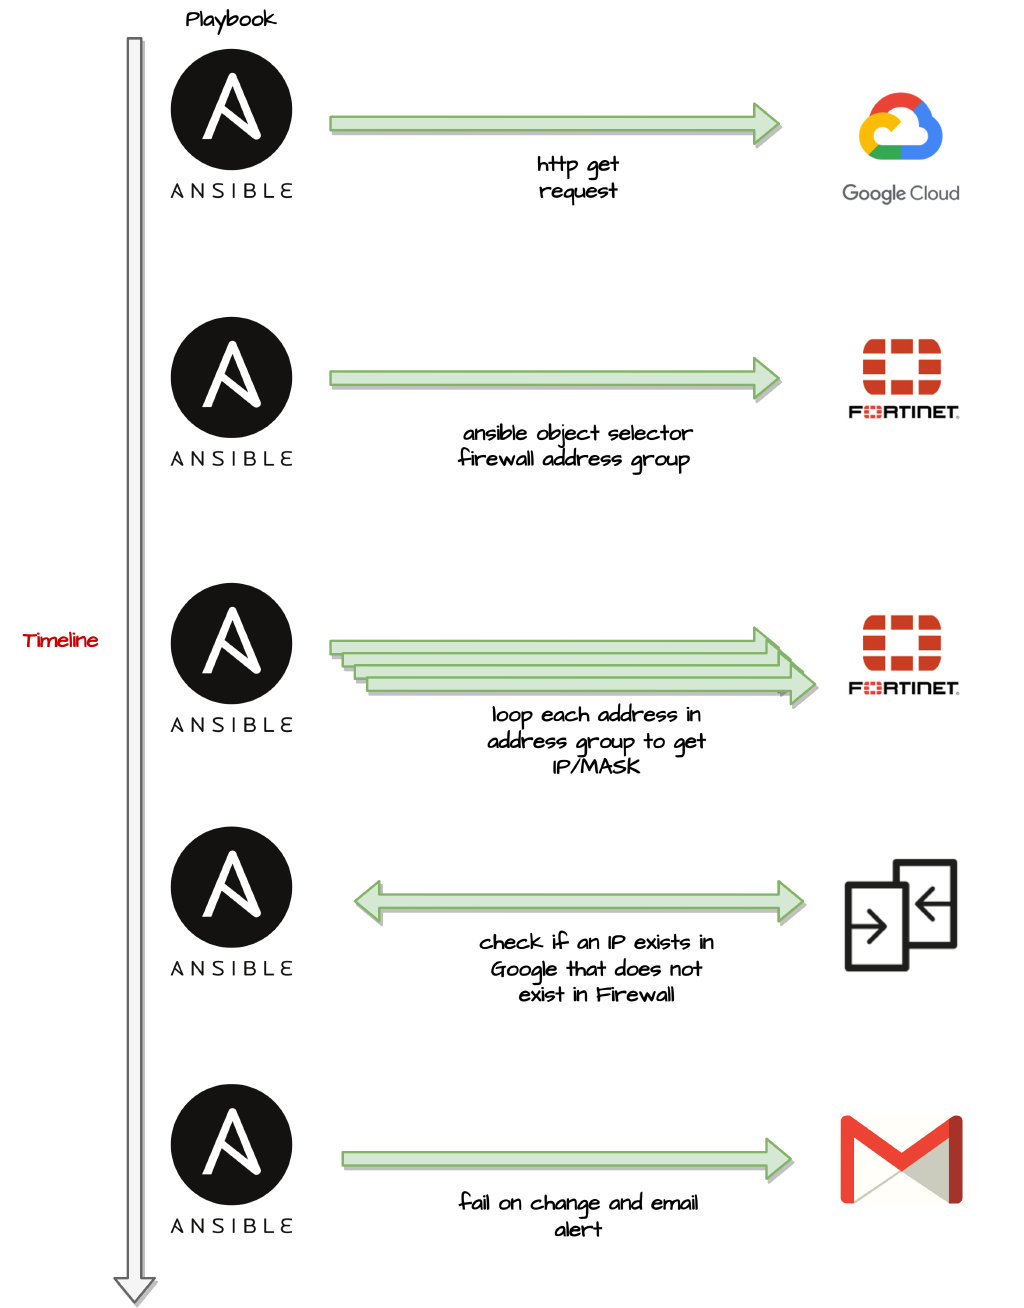 Playbook
ANSIBLE
http get
request
Google Cloud
ANSIBLE
ansible object selector
firewall address group
FORTINET
Timeline
ANSIBLE
loop each address in
address group to get
IP/MASK
FORTINET
ANSIBLE
check if an IP exists in
Google that does not
exist in Firewall
ANSIBLE
fail on change and email
alert